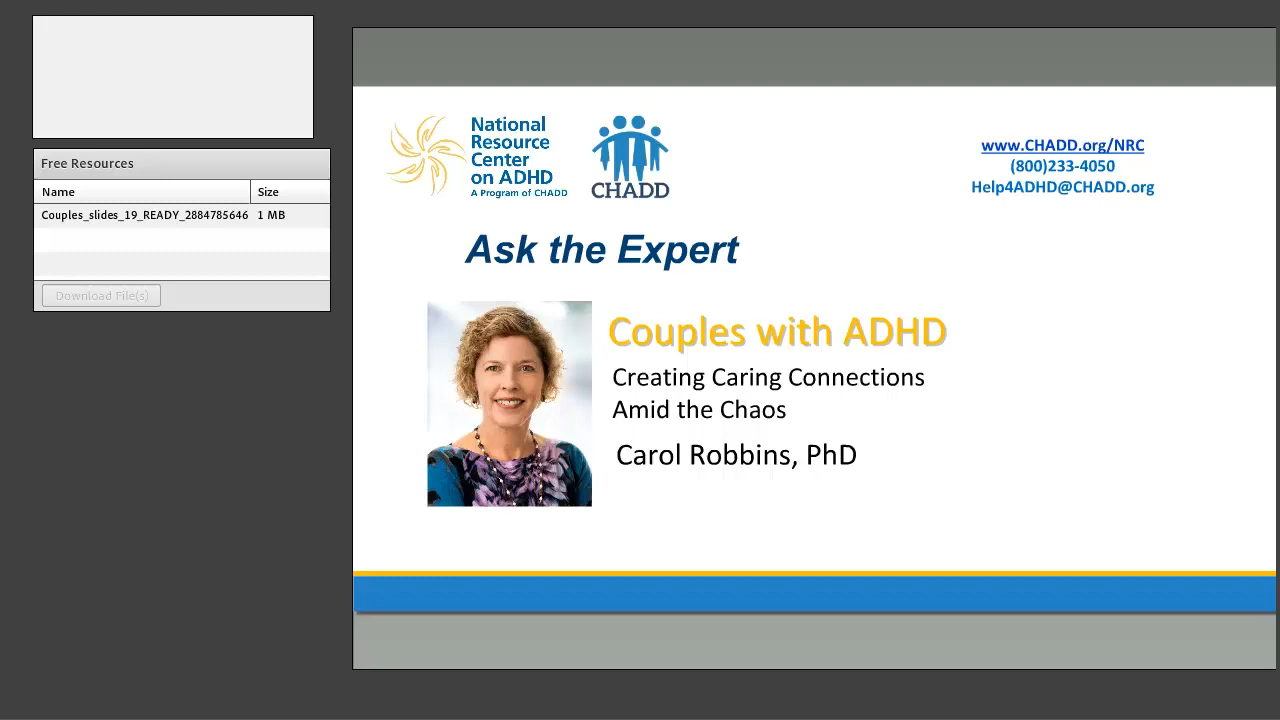 Free Resources
Name Size
Couples_slides_19_READY_2884785646 1 MB
Download File(s)
National
Resource
Center
on ADHD
A Program of CHADD
CHADD
www.CHADD.org/NRC
(800)233-4050
Help4ADHD@CHADD.org
Ask the Expert
Couples with ADHD
Creating Caring Connections
Amid the Chaos
Carol Robbins, PhD